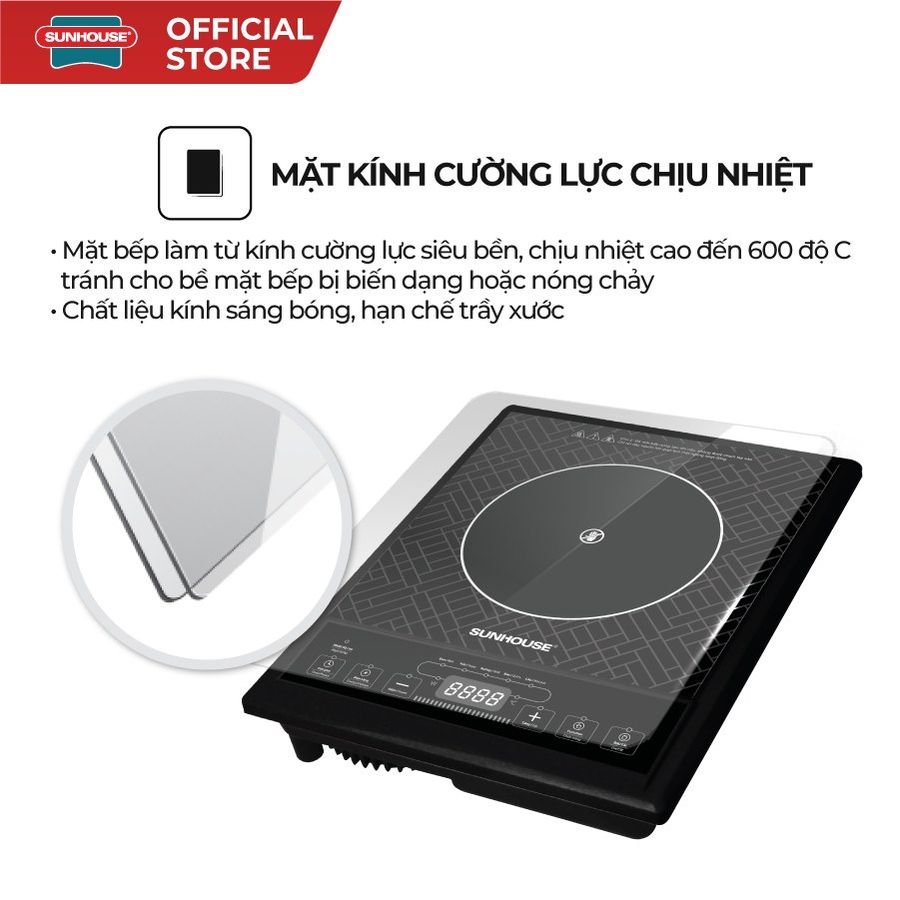 SUNHOUSE®
OFFICIAL
STORE
MẶT KÍNH CƯỜNG LỰC CHỊU NHIỆT
• Mặt bếp làm từ kính cường lực siêu bền, chịu nhiệt cao đến 600 độ C
tránh cho bề mặt bếp bị biến dạng hoặc nóng chảy
• Chất liệu kính sáng bóng, hạn chế trầy xước
SUNHOUSE®
8888